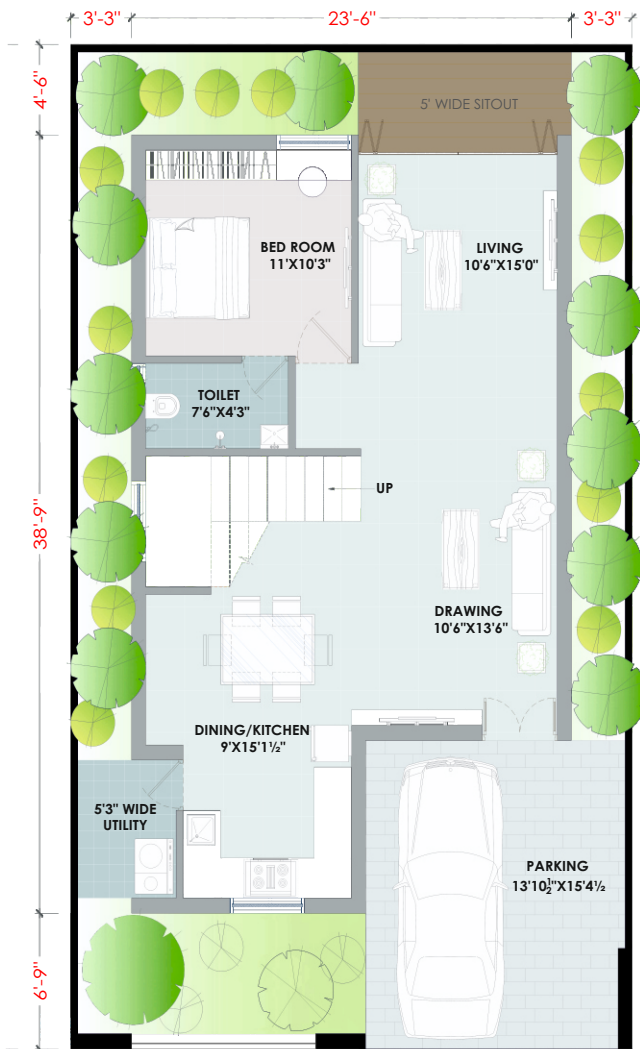 3'-3"
23'-6"
3'-3"
4'-6"
5' WIDE SITOUT
BED ROOM
11'X10'3"
LIVING
10'6"X15'0"
TOILET
7'6"X4'3"
UP
38'-9"
DRAWING
10'6"X13'6"
DINING/KITCHEN
9'X15'1½"
5'3" WIDE
UTILITY
PARKING
13'10½"X15'4½
6'-9"